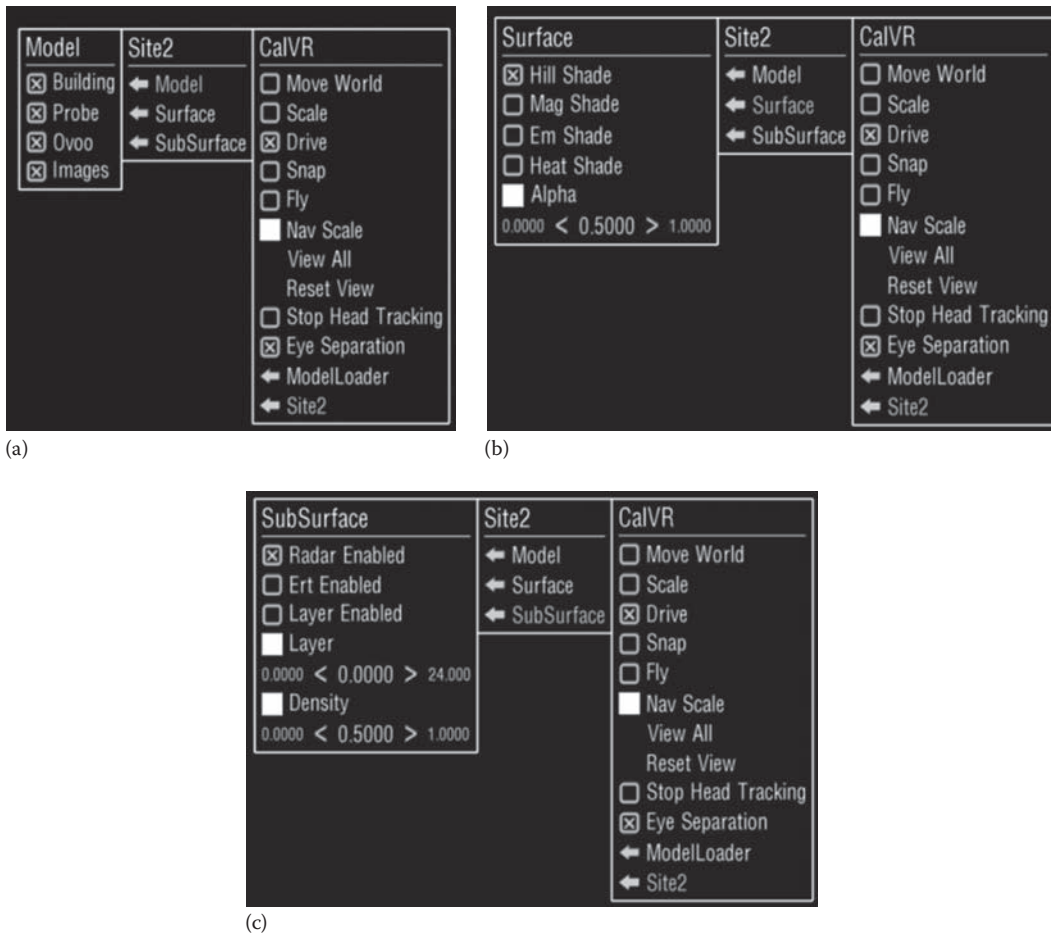 Model
Building
Probe
Ovoo
Images
Site2
Model
Surface
SubSurface
CalVR
Move World
Scale
Drive
Snap
Fly
Nav Scale
View All
Reset View
Stop Head Tracking
Eye Separation
ModelLoader
Site2
(a)
Surface
Hill Shade
Mag Shade
Em Shade
Heat Shade
Alpha
0.0000 < 0.5000 > 1.0000
Site2
Model
Surface
SubSurface
CalVR
Move World
Scale
Drive
Snap
Fly
Nav Scale
View All
Reset View
Stop Head Tracking
Eye Separation
ModelLoader
Site2
(b)
SubSurface
Radar Enabled
Ert Enabled
Layer Enabled
Layer
0.0000 < 0.0000 > 24.000
Density
0.0000 < 0.5000 > 1.0000
Site2
Model
Surface
SubSurface
CalVR
Move World
Scale
Drive
Snap
Fly
Nav Scale
View All
Reset View
Stop Head Tracking
Eye Separation
ModelLoader
Site2
(c)